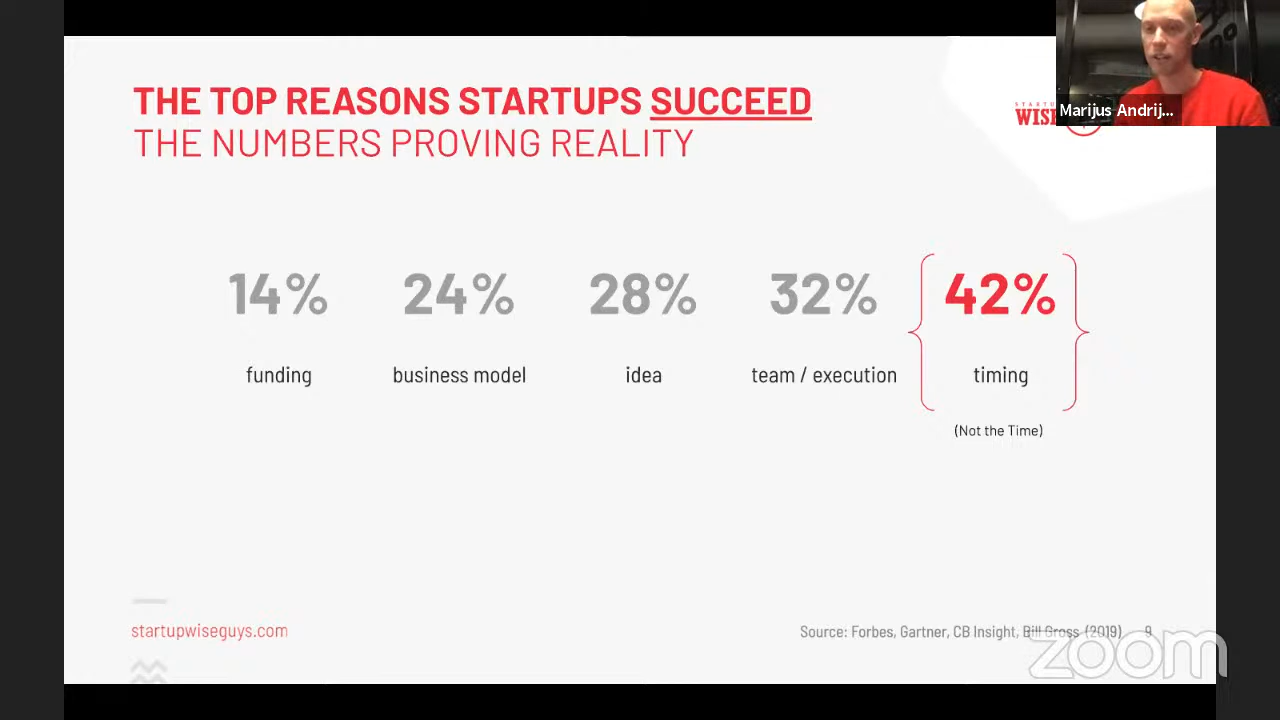 THE TOP REASONS STARTUPS SUCCEED
THE NUMBERS PROVING REALITY
Marijus Andrij...
14% 24% 28% 32% 42%
funding business model idea team / execution timing
(Not the Time)
startupwiseguys.com
Source: Forbes, Gartner, CB Insight, Bill Gross (2019) 9
zoom